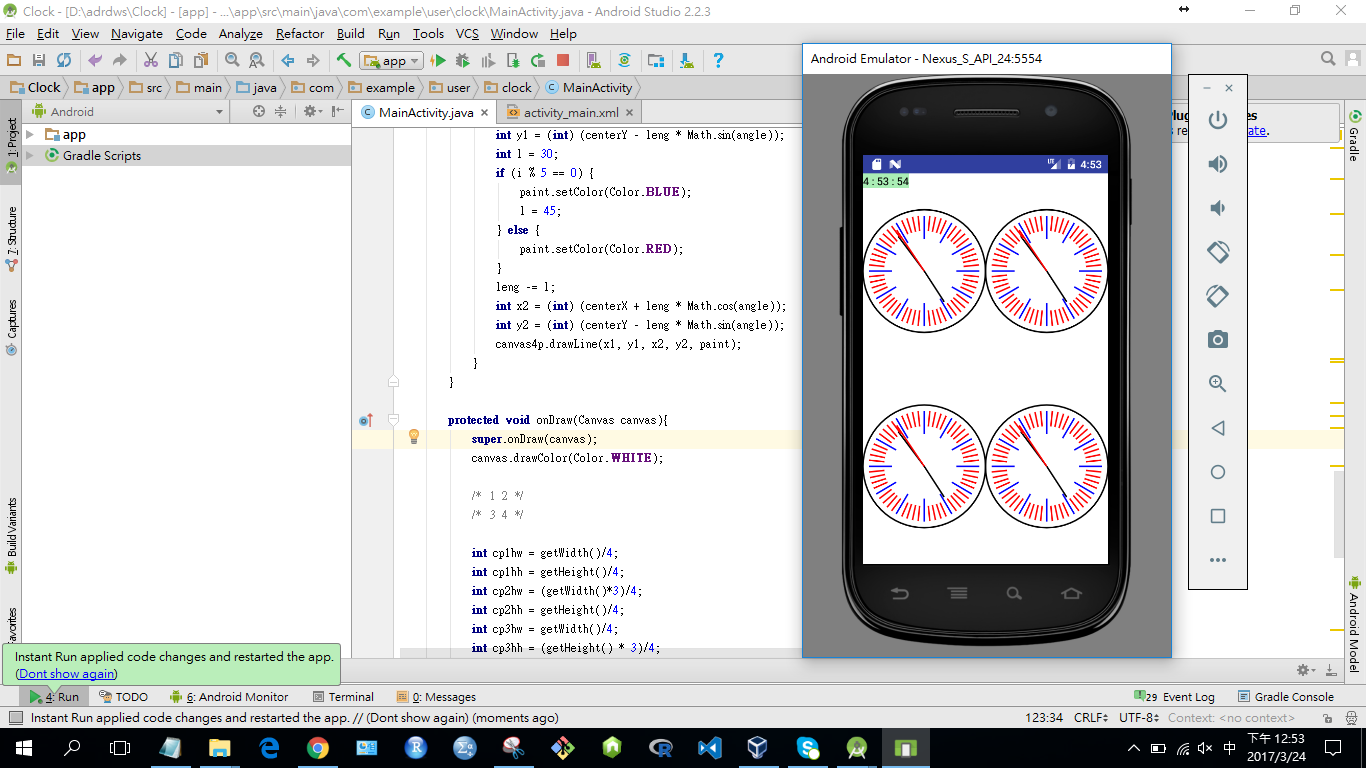 Clock - [D:\adrdws\Clock] - [app] - ...\app\src\main\java\com\example\user\clock\MainActivity.java - Android Studio 2.2.3
File Edit View Navigate Code Analyze Refactor Build Run Tools VCS Window Help
app
Clock app src main java com example user clock MainActivity
Android
MainActivity.java activity_main.xml
app
Gradle Scripts
1: Project
7: Structure
Captures
Build Variants
Gradle
Android Model
int y1 = (int) (centerY - leng * Math.sin(angle));
int l = 30;
if (i % 5 == 0) {
paint.setColor(Color.BLUE);
l = 45;
} else {
paint.setColor(Color.RED);
}
leng -= l;
int x2 = (int) (centerX + leng * Math.cos(angle));
int y2 = (int) (centerY - leng * Math.sin(angle));
canvas4p.drawLine(x1, y1, x2, y2, paint);
}
}
protected void onDraw(Canvas canvas){
super.onDraw(canvas);
canvas.drawColor(Color.WHITE);
/* 1 2 */
/* 3 4 */
int cp1hw = getWidth()/4;
int cp1hh = getHeight()/4;
int cp2hw = (getWidth()*3)/4;
int cp2hh = getHeight()/4;
int cp3hw = getWidth()/4;
int cp3hh = (getHeight() * 3)/4;
Android Emulator - Nexus_S_API_24:5554
LTE 4:53
4 : 53 : 54
Instant Run applied code changes and restarted the app.
(Dont show again)
4: Run TODO 6: Android Monitor Terminal 0: Messages 29 Event Log Gradle Console
Instant Run applied code changes and restarted the app. // (Dont show again) (moments ago) 123:34 CRLF UTF-8 Context: <no context>
中 下午 12:53
2017/3/24